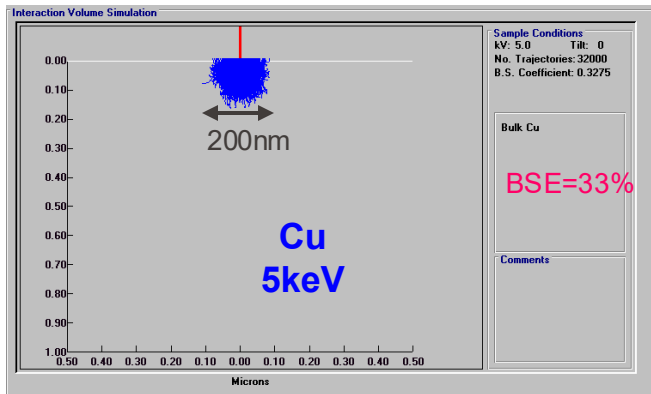 Interaction Volume Simulation
Sample Conditions
kV: 5.0 Tilt: 0
No. Trajectories: 32000
B.S. Coefficient: 0.3275
0.00
0.10
0.20
0.30
0.40
0.50
0.60
0.70
0.80
0.90
1.00
200nm
Cu
5keV
0.50 0.40 0.30 0.20 0.10 0.00 0.10 0.20 0.30 0.40 0.50
Microns
Bulk Cu
BSE=33%
Comments